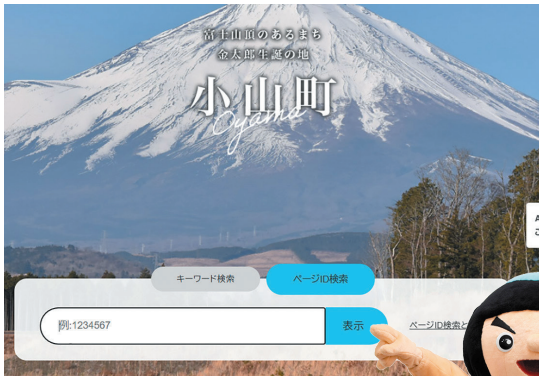 富士山頂のあるまち
金太郎生誕の地
小山町
Oyama
キーワード検索
ページID検索
例:1234567
表示
ページID検索と